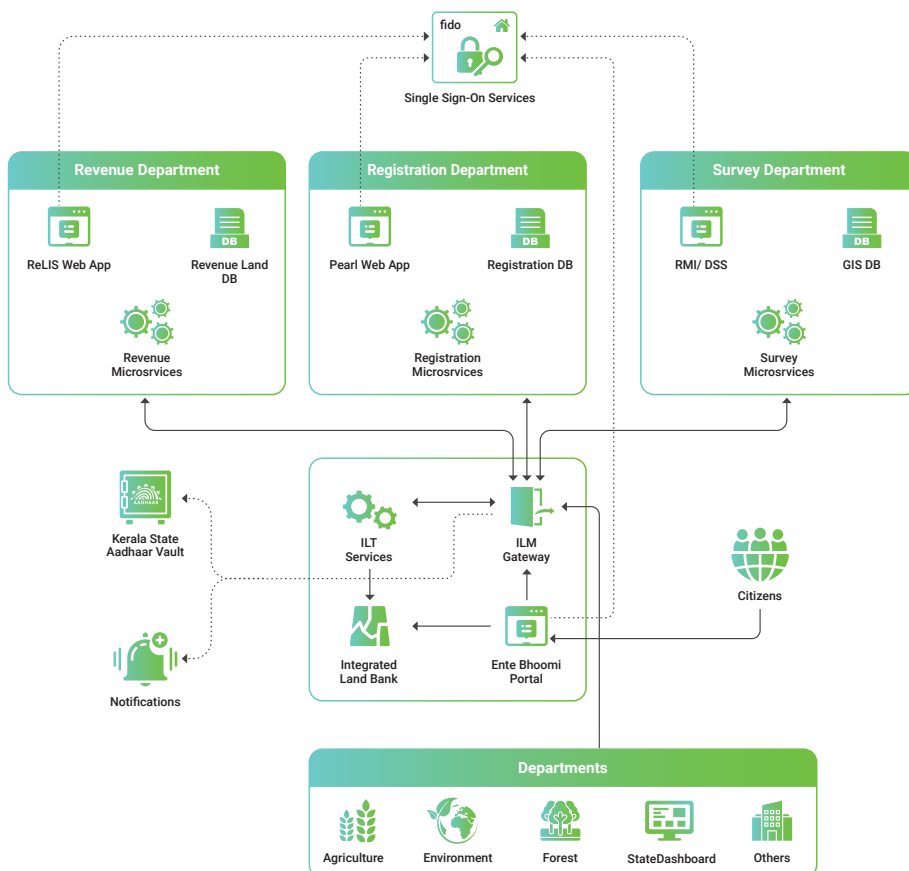 fido
Single Sign-On Services
Revenue Department
Registration Department
Survey Department
DB
DB
DB
ReLIS Web App
Revenue Land
DB
Pearl Web App
Registration DB
RMI/ DSS
GIS DB
Revenue
Microsrvices
Registration
Microsrvices
Survey
Microsrvices
AADHAAR
Kerala State
Aadhaar Vault
ILT
Services
ILM
Gateway
Citizens
Integrated
Land Bank
Ente Bhoomi
Portal
Notifications
Departments
Agriculture
Environment
Forest
StateDashboard
Others